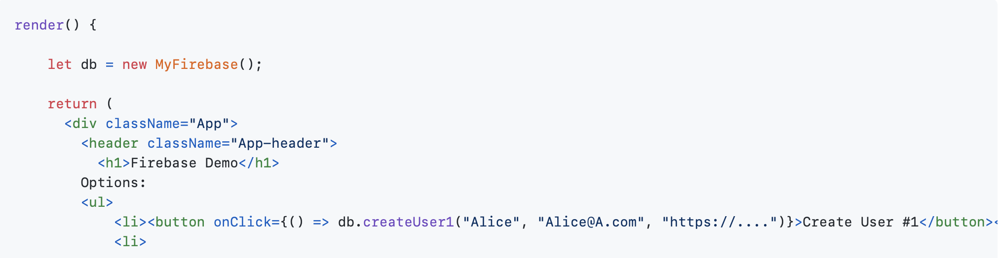 render() {
let db = new MyFirebase();
return (
<div className="App">
<header className="App-header">
<h1>Firebase Demo</h1>
Options:
<ul>
<li><button onClick={() => db.createUser1("Alice", "Alice@A.com", "https://....")}>Create User #1</button><
<li>